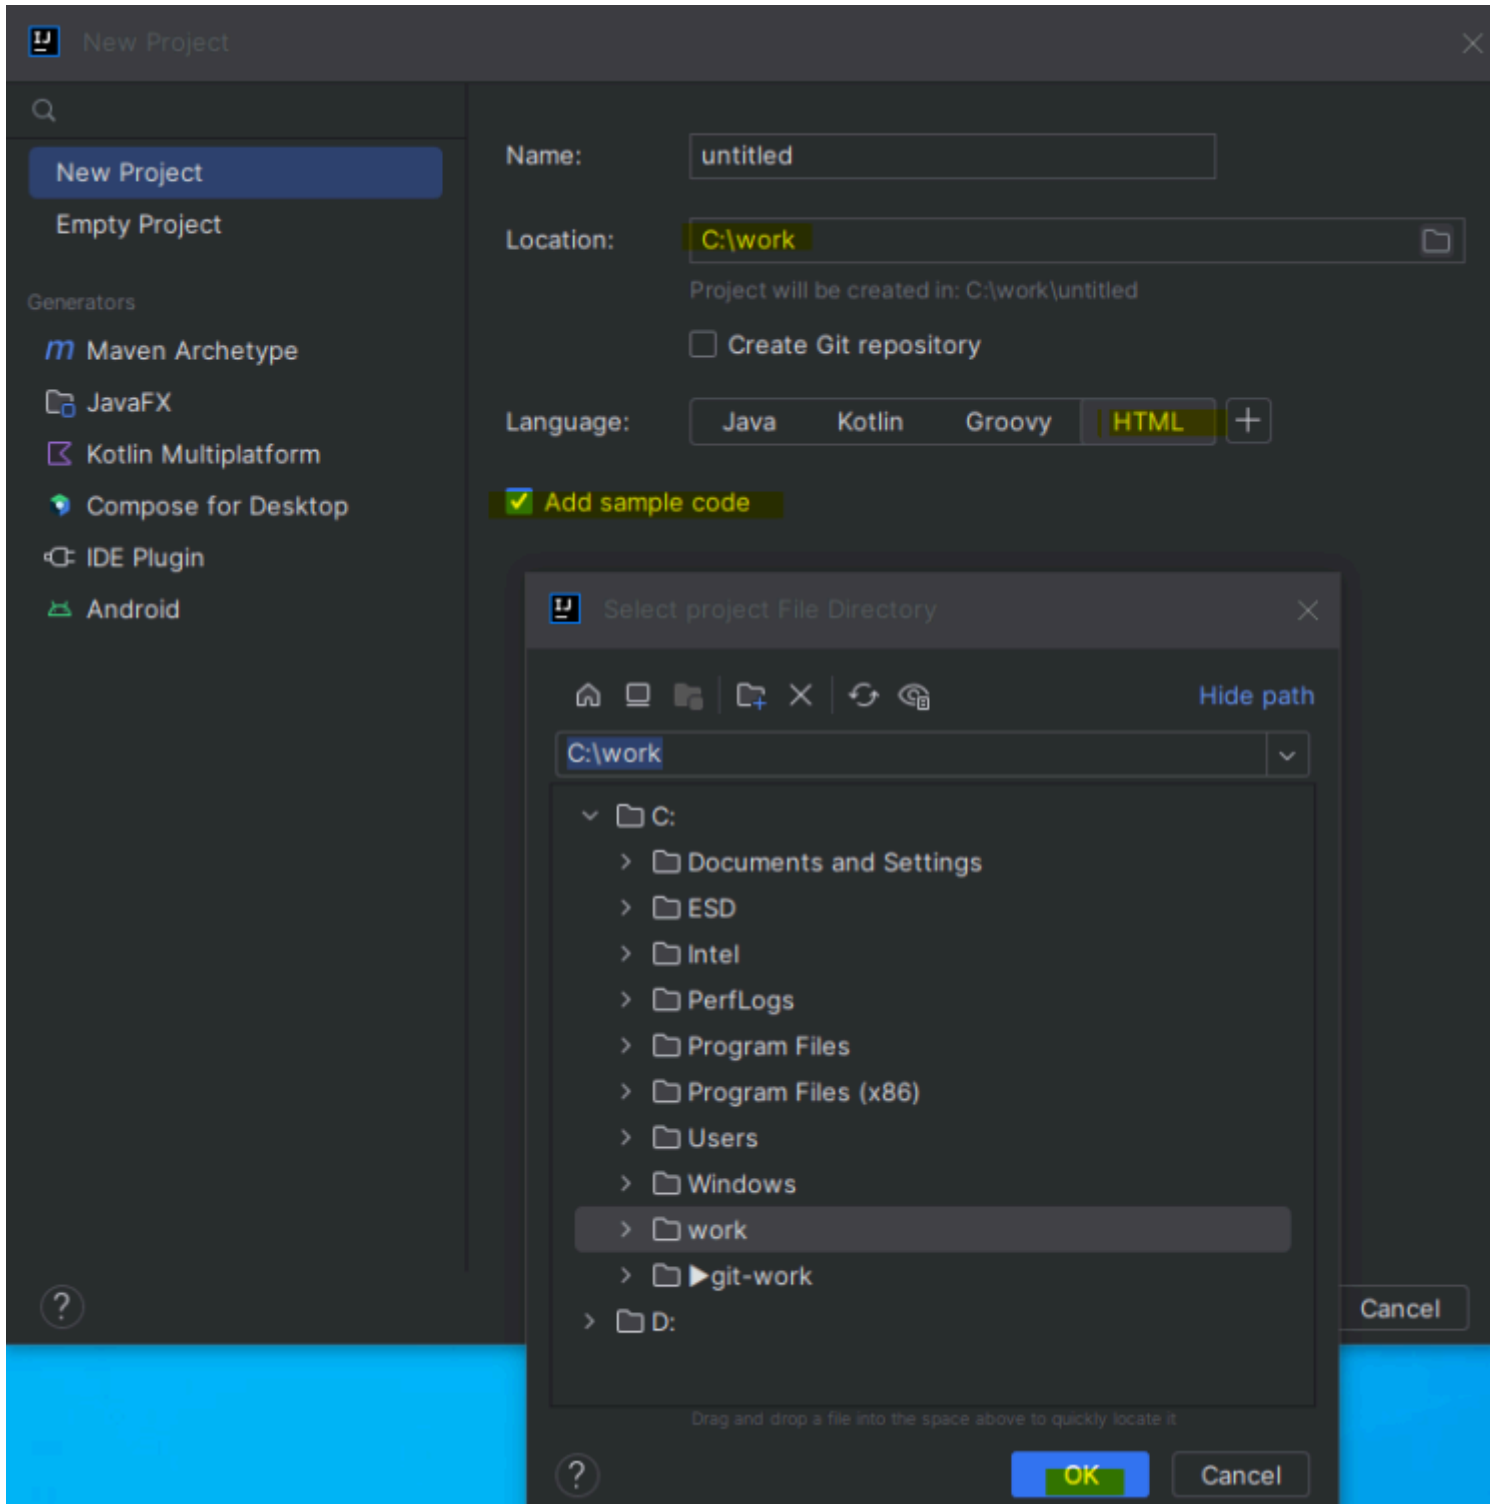 New Project
New Project
Empty Project
Generators
Maven Archetype
JavaFX
Kotlin Multiplatform
Compose for Desktop
IDE Plugin
Android
Name: untitled
Location: C:\work
Project will be created in: C:\work\untitled
Create Git repository
Language: Java Kotlin Groovy HTML
Add sample code
Select project File Directory
Hide path
C:\work
C:
Documents and Settings
ESD
Intel
PerfLogs
Program Files
Program Files (x86)
Users
Windows
work
▶git-work
D:
Drag and drop a file into the space above to quickly locate it
OK Cancel
Cancel